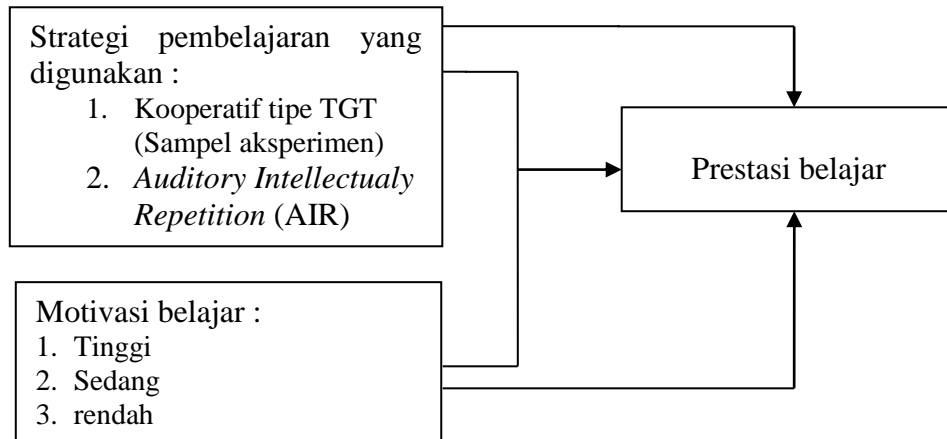 Strategi pembelajaran yang
digunakan :
1. Kooperatif tipe TGT
(Sampel aksperimen)
2. Auditory Intellectualy
Repetition (AIR)
Prestasi belajar
Motivasi belajar :
1. Tinggi
2. Sedang
3. rendah